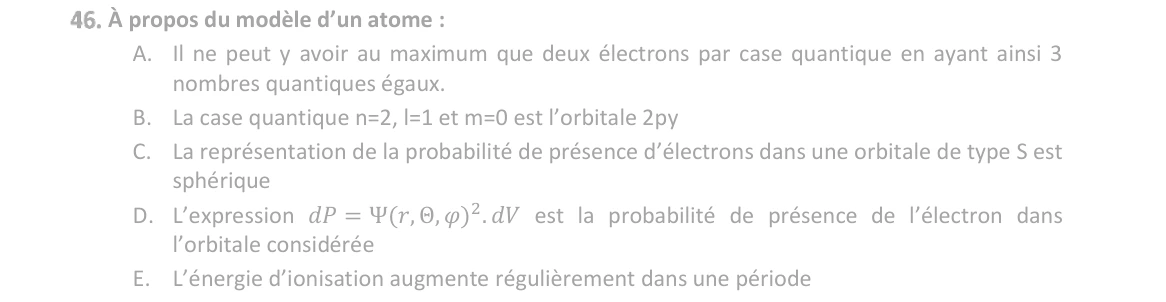 46. À propos du modèle d'un atome :
A. Il ne peut y avoir au maximum que deux électrons par case quantique en ayant ainsi 3
nombres quantiques égaux.
B. La case quantique n=2, l=1 et m=0 est l'orbitale 2py
C. La représentation de la probabilité de présence d'électrons dans une orbitale de type S est
sphérique
D. L'expression dP = Ψ(r, Θ, φ)². dV est la probabilité de présence de l'électron dans
l'orbitale considérée
E. L'énergie d'ionisation augmente régulièrement dans une période